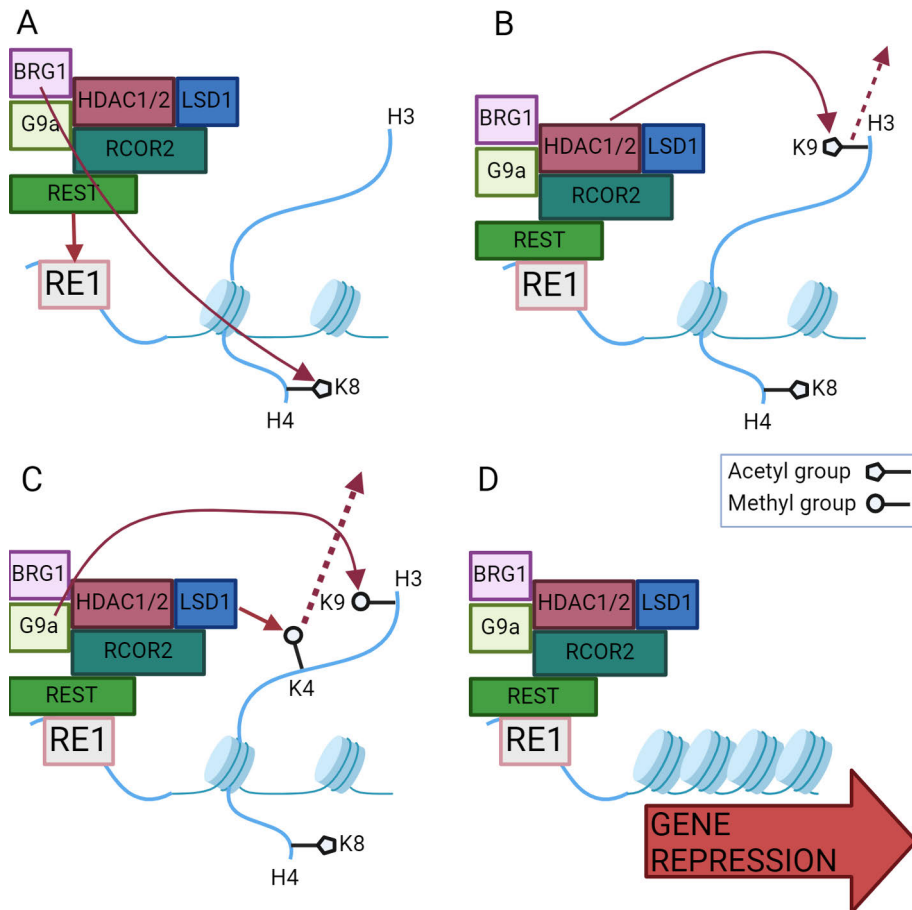 A
BRG1
HDAC1/2
LSD1
G9a
RCOR2
REST
RE1
H3
K8
H4
B
BRG1
HDAC1/2
LSD1
G9a
RCOR2
REST
RE1
K9
H3
K8
H4
C
BRG1
HDAC1/2
LSD1
G9a
RCOR2
REST
RE1
K9
H3
K4
K8
H4
Acetyl group
Methyl group
D
BRG1
HDAC1/2
LSD1
G9a
RCOR2
REST
RE1
GENE
REPRESSION